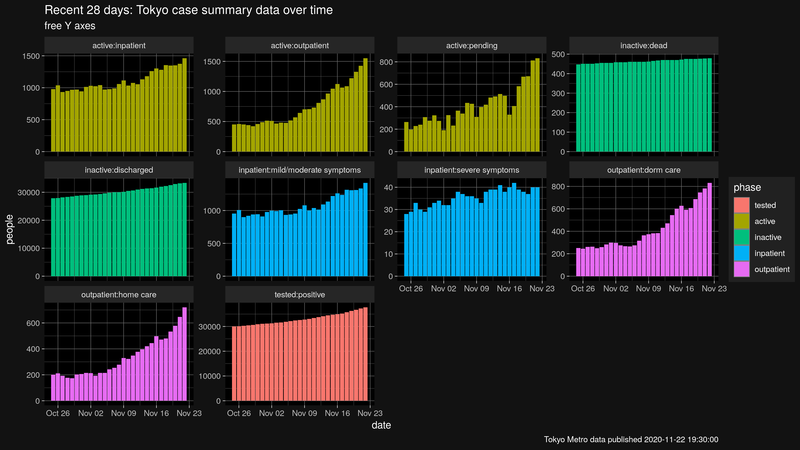 Recent 28 days: Tokyo case summary data over time
free Y axes
active:inpatient
active:outpatient
active:pending
inactive:dead
1500
1000
500
0
1500
1000
500
0
800
600
400
200
0
500
400
300
200
100
0
inactive:discharged
inpatient:mild/moderate symptoms
inpatient:severe symptoms
outpatient:dorm care
30000
20000
10000
0
1000
500
0
40
30
20
10
0
800
600
400
200
0
Oct 26 Nov 02 Nov 09 Nov 16 Nov 23
Oct 26 Nov 02 Nov 09 Nov 16 Nov 23
outpatient:home care
tested:positive
600
400
200
0
30000
20000
10000
0
Oct 26 Nov 02 Nov 09 Nov 16 Nov 23
Oct 26 Nov 02 Nov 09 Nov 16 Nov 23
people
date
phase
tested
active
inactive
inpatient
outpatient
Tokyo Metro data published 2020-11-22 19:30:00